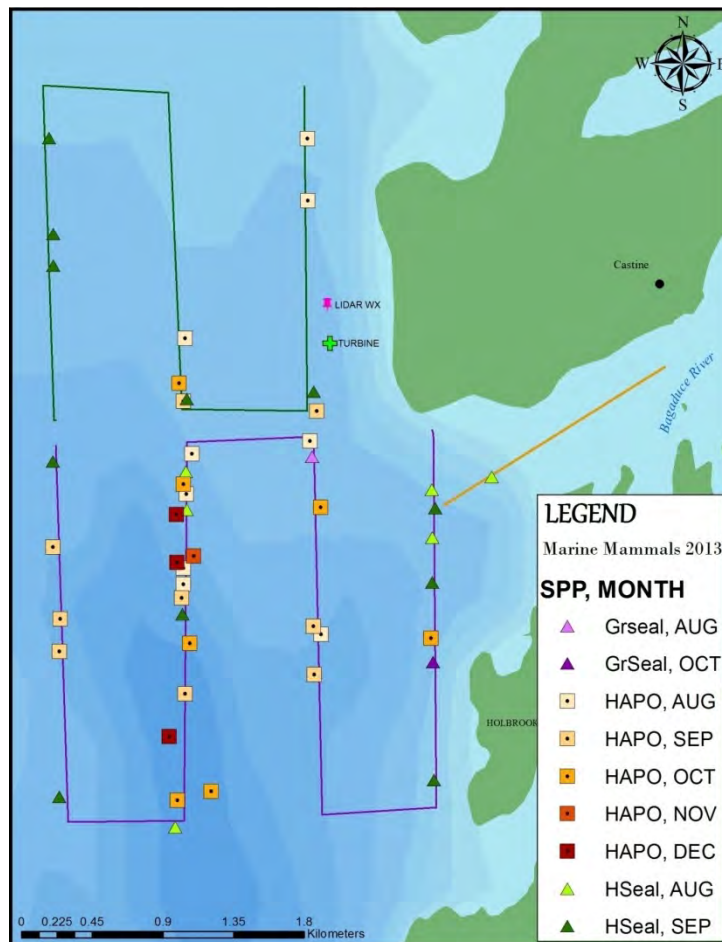 N
W
E
S
Castine
LIDAR WX
TURBINE
Bagaduce River
LEGEND
Marine Mammals 2013
SPP, MONTH
Grseal, AUG
GrSeal, OCT
HAPO, AUG
HAPO, SEP
HOLBROOK
HAPO, OCT
HAPO, NOV
HAPO, DEC
HSeal, AUG
HSeal, SEP
0 0.225 0.45 0.9 1.35 1.8
Kilometers